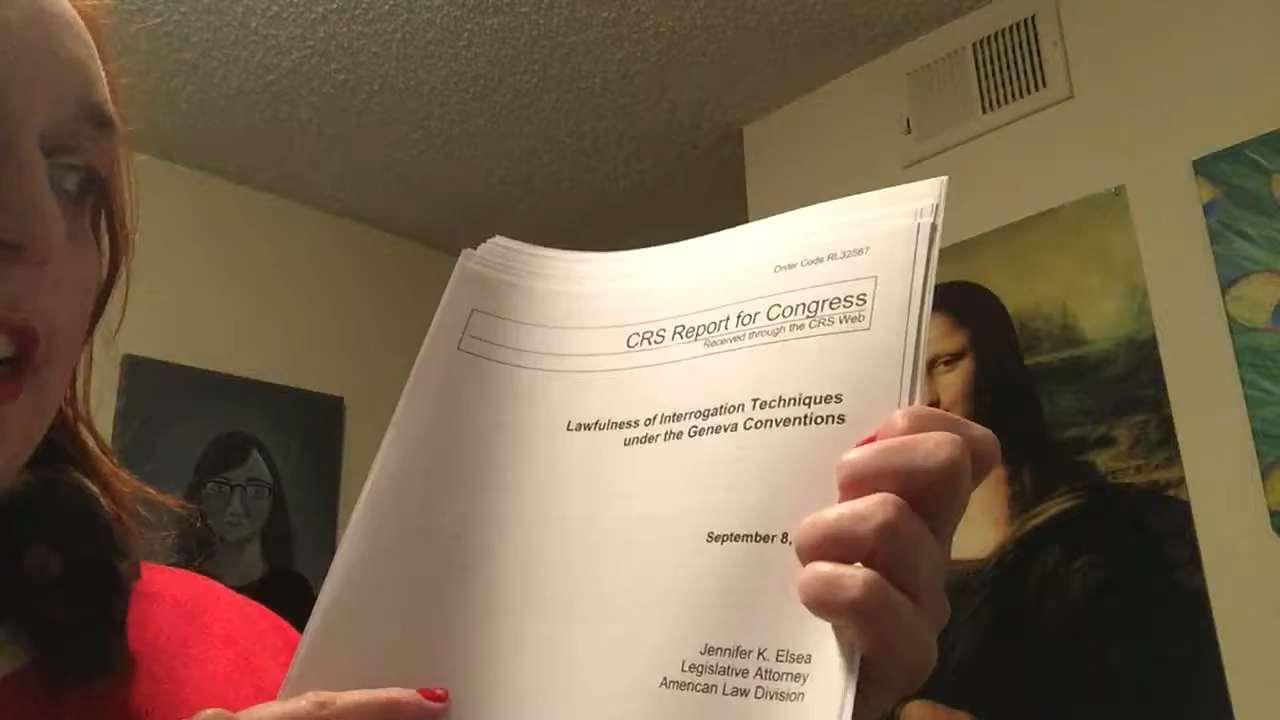 Order Code RL32567
CRS Report for Congress
Received through the CRS Web
Lawfulness of Interrogation Techniques
under the Geneva Conventions
September 8,
Jennifer K. Elsea
Legislative Attorney
American Law Division